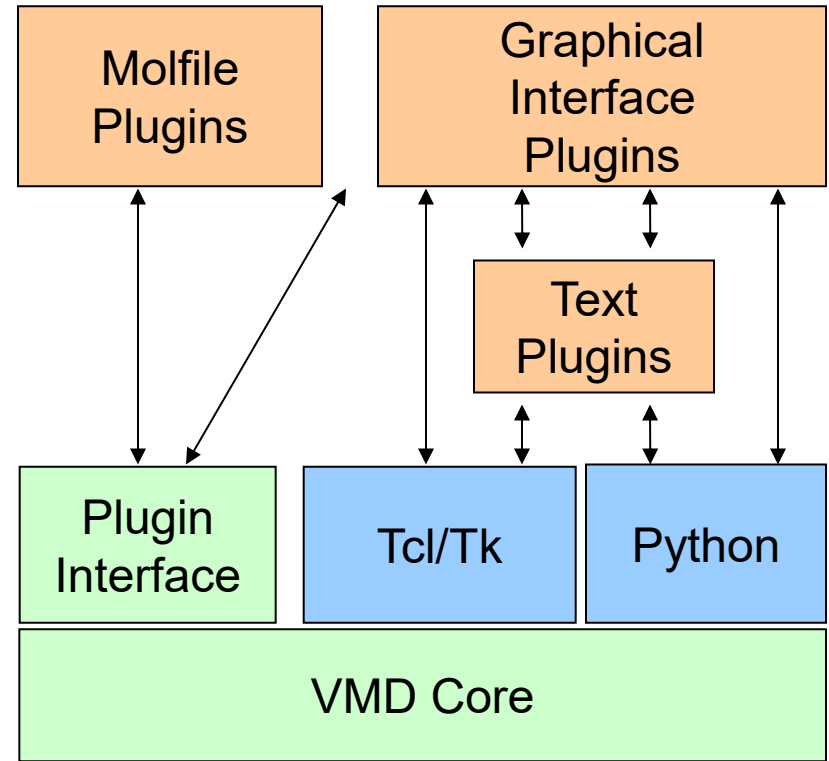 Molfile
Plugins
Graphical
Interface
Plugins
Text
Plugins
Plugin
Interface
Tcl/Tk
Python
VMD Core